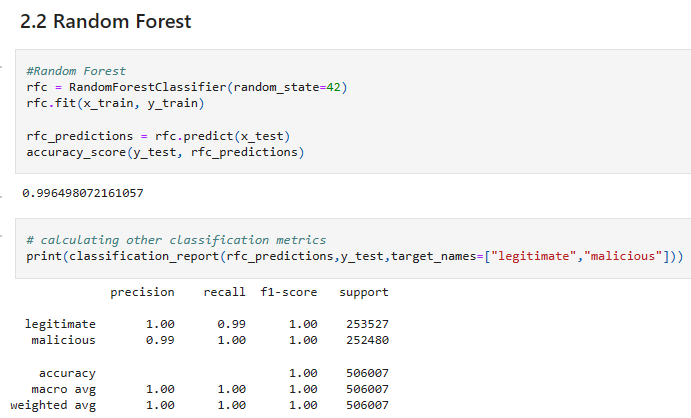 2.2 Random Forest
#Random Forest
rfc = RandomForestClassifier(random_state=42)
rfc.fit(x_train, y_train)
rfc_predictions = rfc.predict(x_test)
accuracy_score(y_test, rfc_predictions)
0.996498072161057
# calculating other classification metrics
print(classification_report(rfc_predictions,y_test,target_names=["legitimate","malicious"]))
precision recall f1-score support
legitimate 1.00 0.99 1.00 253527
malicious 0.99 1.00 1.00 252480
accuracy 1.00 506007
macro avg 1.00 1.00 1.00 506007
weighted avg 1.00 1.00 1.00 506007